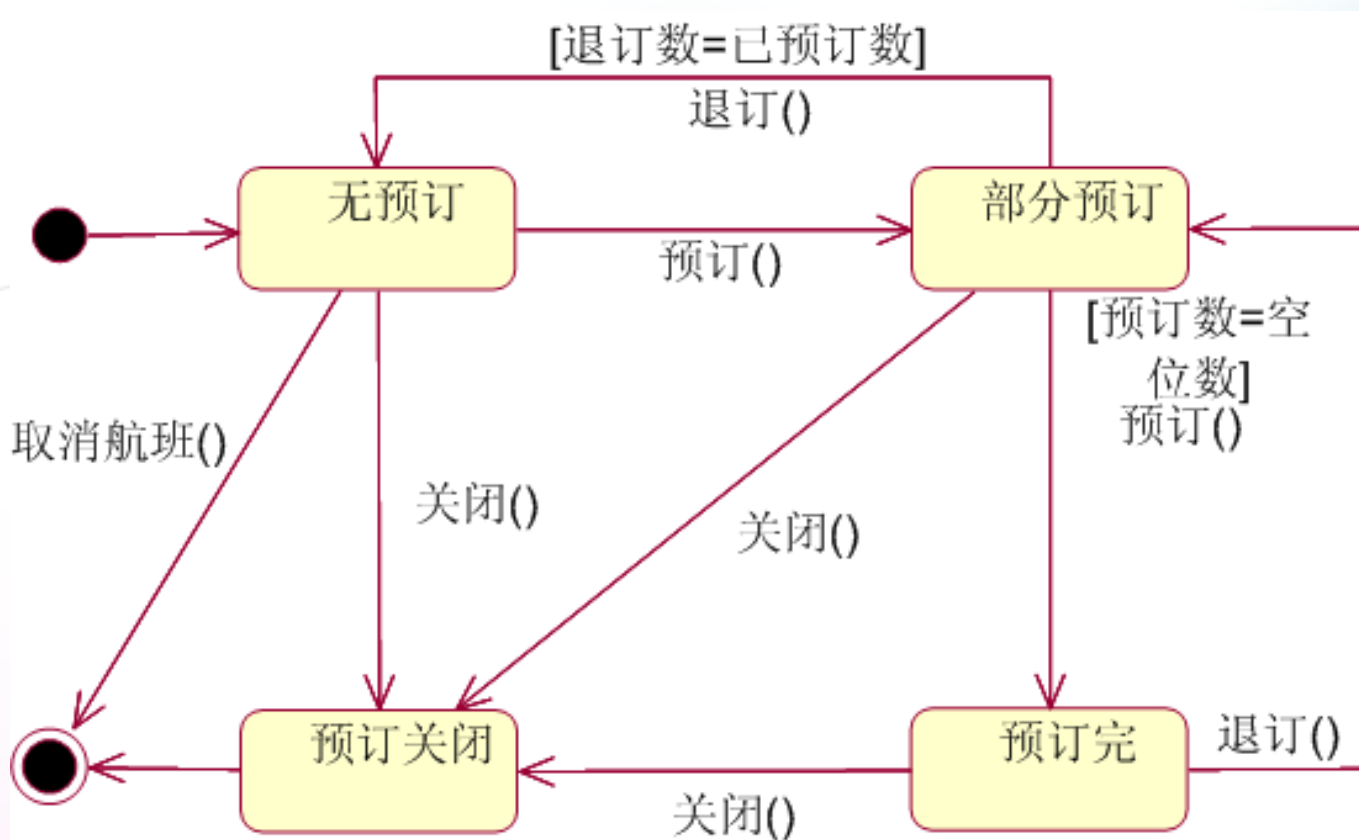 [退订数=已预订数]
退订()
无预订
部分预订
预订()
[预订数=空
位数]
预订()
取消航班()
关闭()
关闭()
预订关闭
预订完
退订()
关闭()